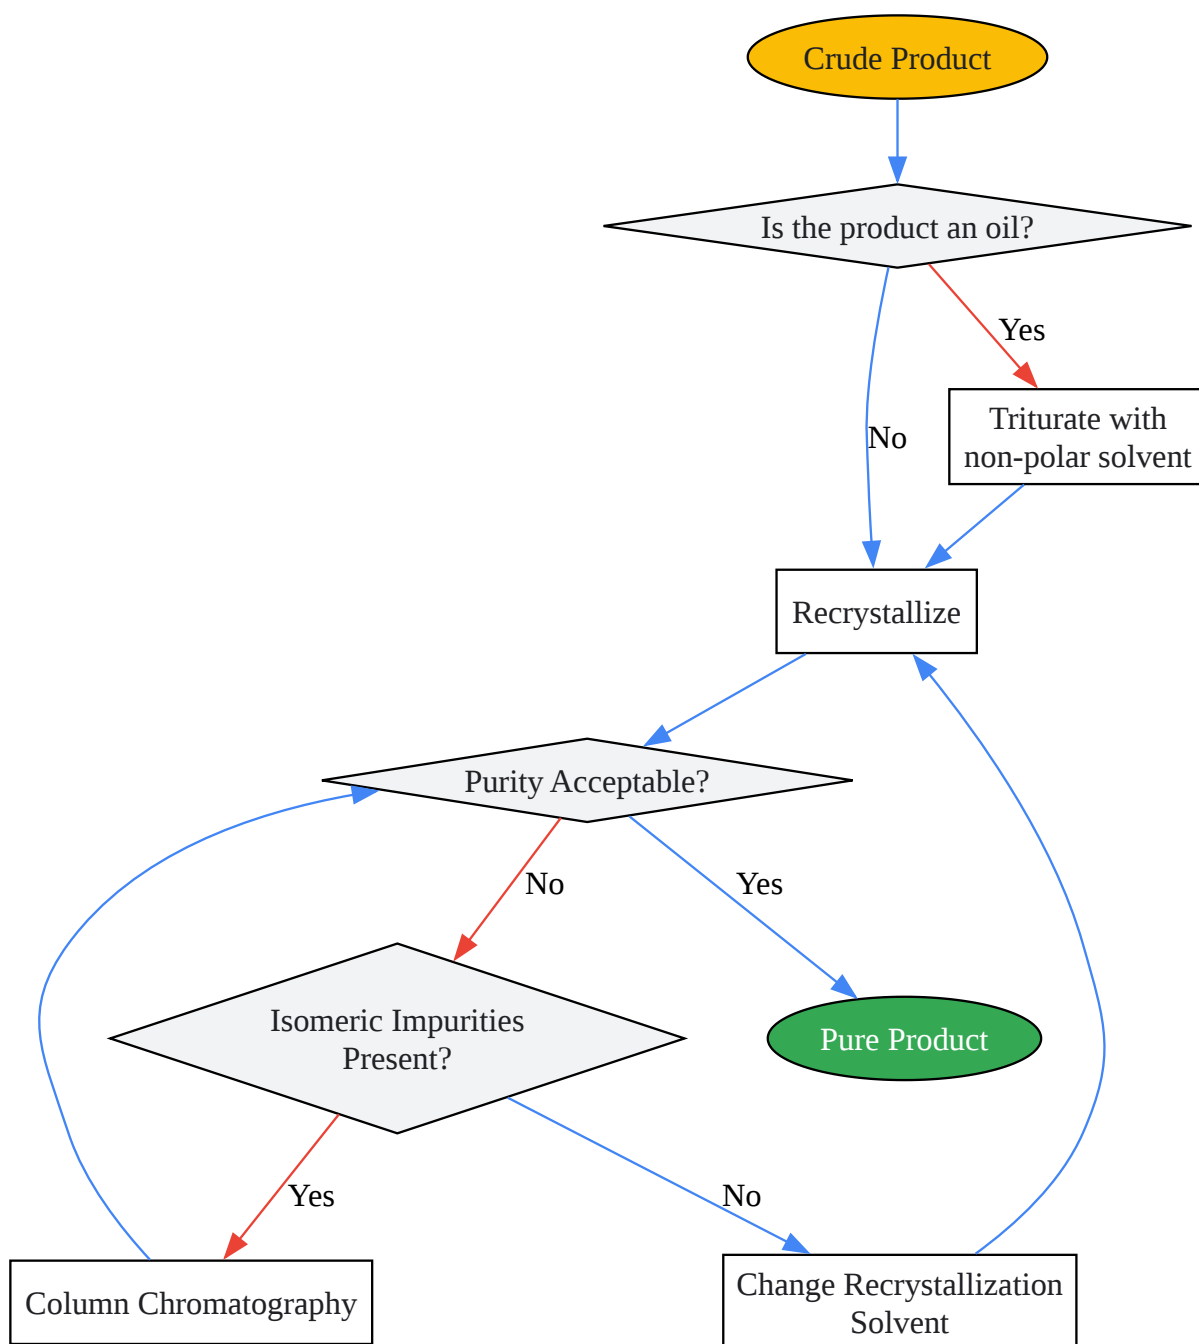 Crude Product
Is the product an oil?
Yes
Triturate with
non-polar solvent
No
Recrystallize
Purity Acceptable?
No
Yes
Isomeric Impurities
Present?
Pure Product
Yes
No
Column Chromatography
Change Recrystallization
Solvent